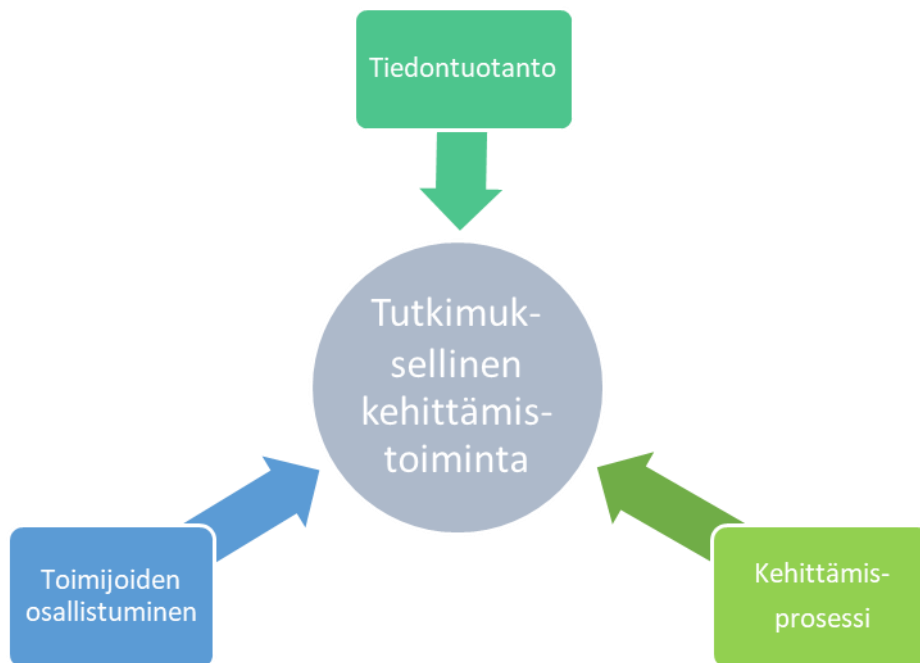 Tiedontuotanto
Tutkimuk-
sellinen
kehittämis-
toiminta
Toimijoiden
osallistuminen
Kehittämis-
prosessi